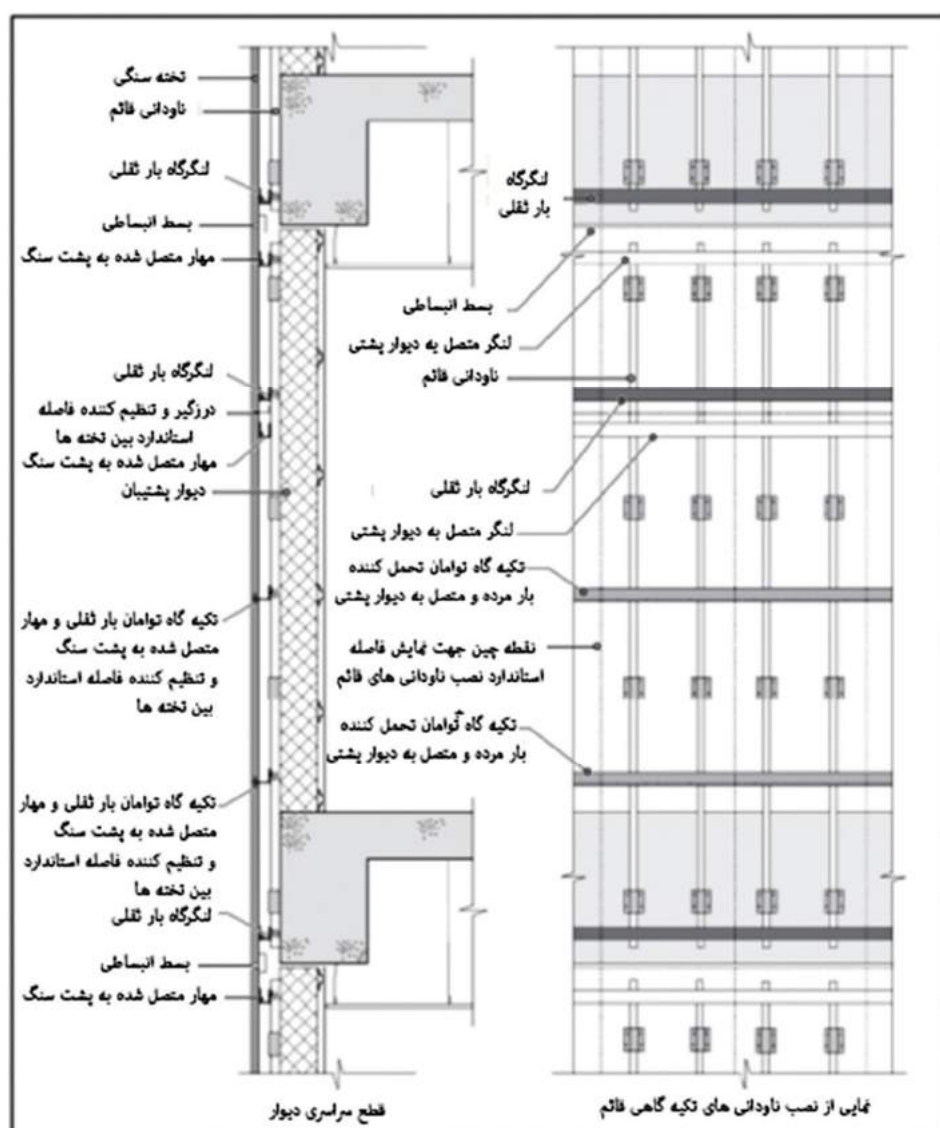 تخته سنگی
ناودانی قائم
لنگرگاه بار ثقلی
بسط انبساطی
مهار متصل شده به پشت سنگ
لنگرگاه بار ثقلی
درزگیر و تنظیم کننده فاصله
استاندارد بین تخته ها
مهار متصل شده به پشت سنگ
دیوار پشتیبان
تکیه گاه توامان بار ثقلی و مهار
متصل شده به پشت سنگ
و تنظیم کننده فاصله استاندارد
بین تخته ها
تکیه گاه توامان بار ثقلی و مهار
متصل شده به پشت سنگ
و تنظیم کننده فاصله استاندارد
بین تخته ها
لنگرگاه بار ثقلی
بسط انبساطی
مهار متصل شده به پشت سنگ
قطع سراسری دیوار
لنگرگاه
بار ثقلی
بسط انبساطی
لنگر متصل به دیوار پشتی
ناودانی قائم
لنگرگاه بار ثقلی
لنگر متصل به دیوار پشتی
تکیه گاه توامان تحمل کننده
بار مرده و متصل به دیوار پشتی
نقطه چین جهت نمایش فاصله
استاندارد نصب ناودانی های قائم
تکیه گاه توامان تحمل کننده
بار مرده و متصل به دیوار پشتی
نمایی از نصب ناودانی های تکیه گاهی قائم